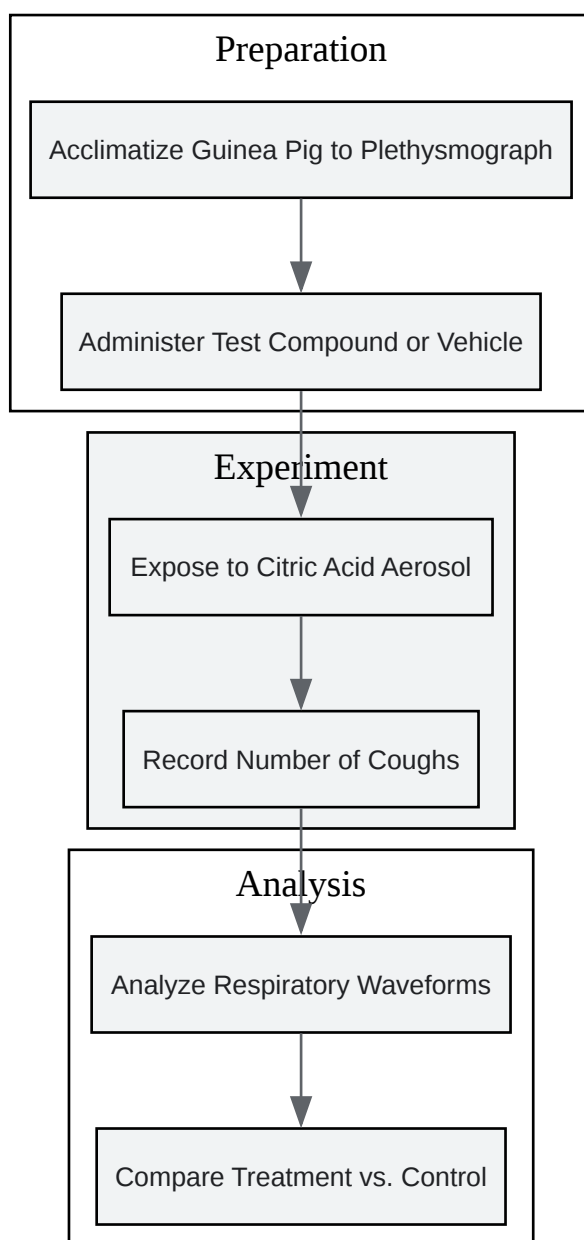 Preparation
Acclimatize Guinea Pig to Plethysmograph
Administer Test Compound or Vehicle
Experiment
Expose to Citric Acid Aerosol
Record Number of Coughs
Analysis
Analyze Respiratory Waveforms
Compare Treatment vs. Control